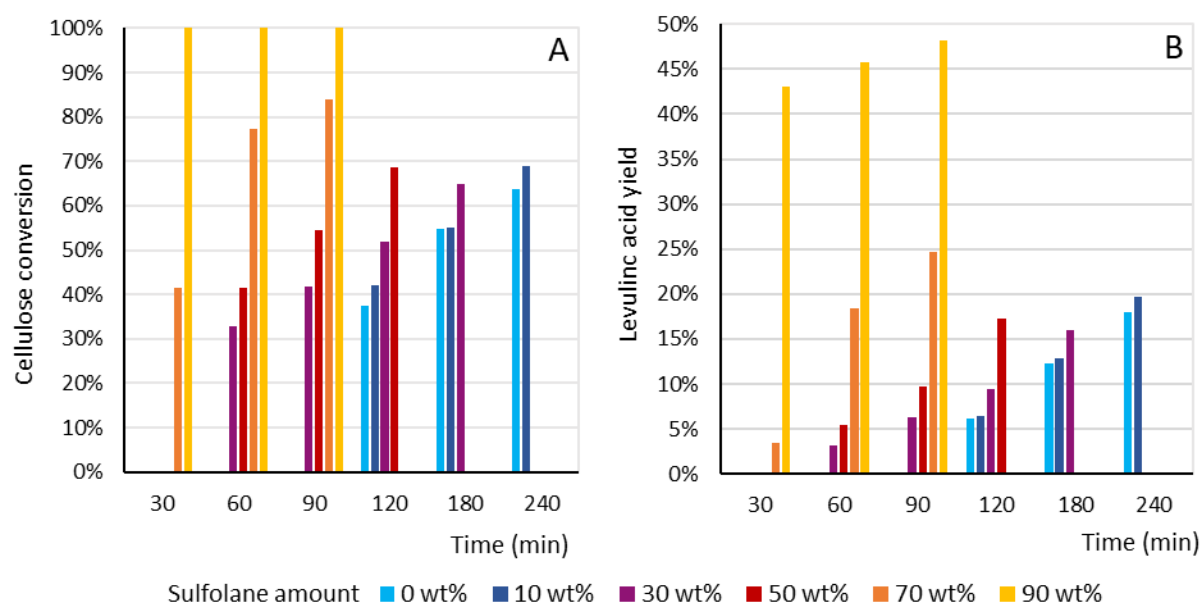 A
Cellulose conversion
100%
90%
80%
70%
60%
50%
40%
30%
20%
10%
0%
30 60 90 120 180 240
Time (min)
B
Levulinc acid yield
50%
45%
40%
35%
30%
25%
20%
15%
10%
5%
0%
30 60 90 120 180 240
Time (min)
Sulfolane amount 0 wt% 10 wt% 30 wt% 50 wt% 70 wt% 90 wt%